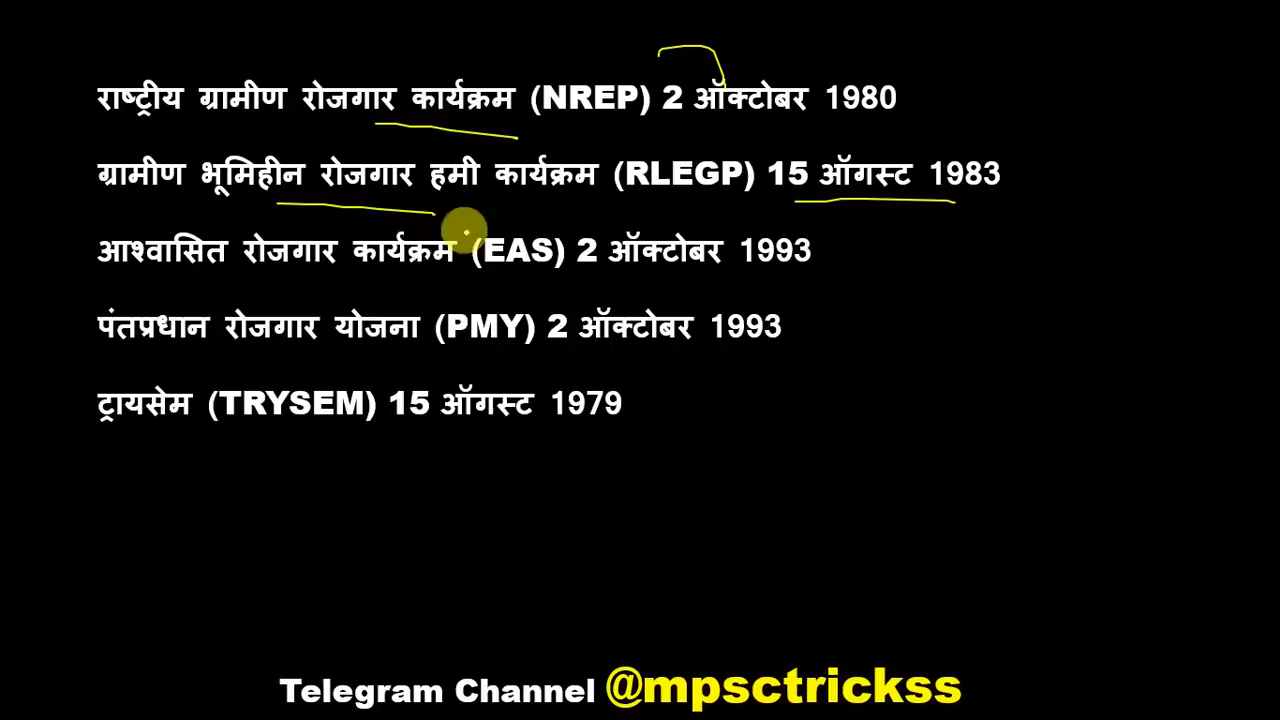 राष्ट्रीय ग्रामीण रोजगार कार्यक्रम (NREP) 2 ऑक्टोबर 1980
ग्रामीण भूमिहीन रोजगार हमी कार्यक्रम (RLEGP) 15 ऑगस्ट 1983
आश्वासित रोजगार कार्यक्रम (EAS) 2 ऑक्टोबर 1993
पंतप्रधान रोजगार योजना (PMY) 2 ऑक्टोबर 1993
ट्रायसेम (TRYSEM) 15 ऑगस्ट 1979
Telegram Channel @mpsctrickss